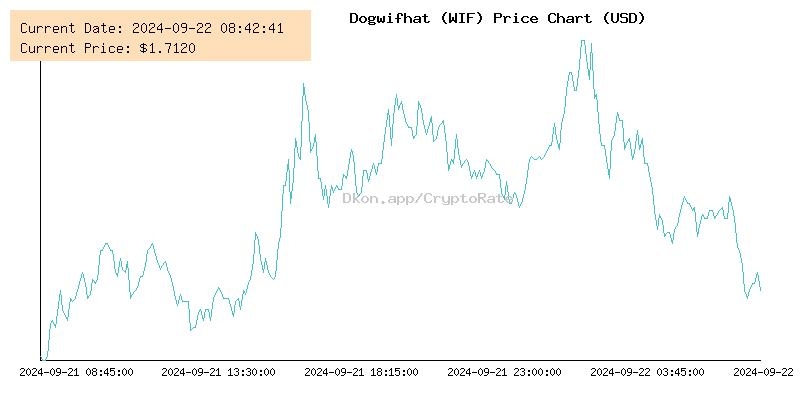 Dogwifhat (WIF) Price Chart (USD)
Current Date: 2024-09-22 08:42:41
Current Price: $1.7120
Dkon.app/CryptoRate
2024-09-21 08:45:00 2024-09-21 13:30:00 2024-09-21 18:15:00 2024-09-21 23:00:00 2024-09-22 03:45:00 2024-09-22